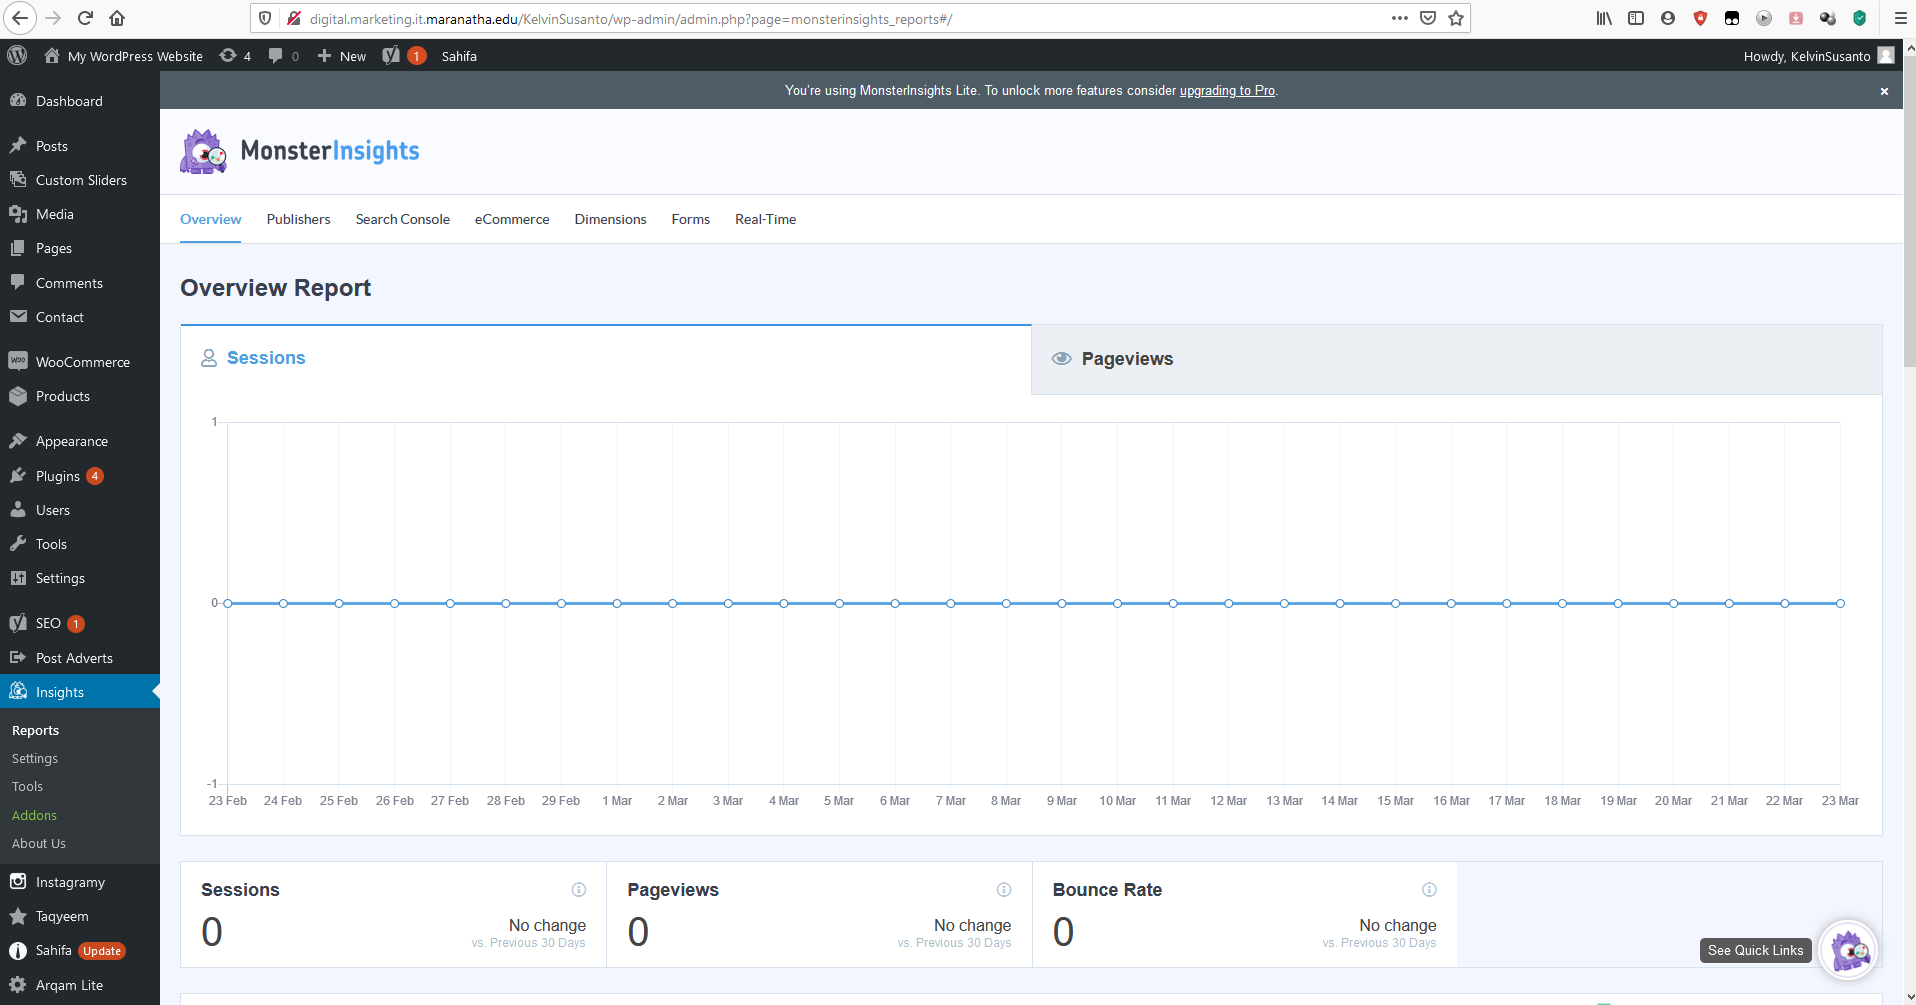 digital.marketing.it.maranatha.edu/KelvinSusanto/wp-admin/admin.php?page=monsterinsights_reports#/
My WordPress Website 4 0 New 1 Sahifa Howdy, KelvinSusanto
You're using MonsterInsights Lite. To unlock more features consider upgrading to Pro.
Dashboard
Posts
Custom Sliders
Media
Pages
Comments
Contact
WooCommerce
Products
Appearance
Plugins 4
Users
Tools
Settings
SEO 1
Post Adverts
Insights
Reports
Settings
Tools
Addons
About Us
Instagramy
Taqyeem
Sahifa Update
Arqam Lite
MonsterInsights
Overview Publishers Search Console eCommerce Dimensions Forms Real-Time
Overview Report
Sessions Pageviews
1
0
-1
23 Feb 24 Feb 25 Feb 26 Feb 27 Feb 28 Feb 29 Feb 1 Mar 2 Mar 3 Mar 4 Mar 5 Mar 6 Mar 7 Mar 8 Mar 9 Mar 10 Mar 11 Mar 12 Mar 13 Mar 14 Mar 15 Mar 16 Mar 17 Mar 18 Mar 19 Mar 20 Mar 21 Mar 22 Mar 23 Mar
Sessions
0
No change
vs. Previous 30 Days
Pageviews
0
No change
vs. Previous 30 Days
Bounce Rate
0
No change
vs. Previous 30 Days
See Quick Links